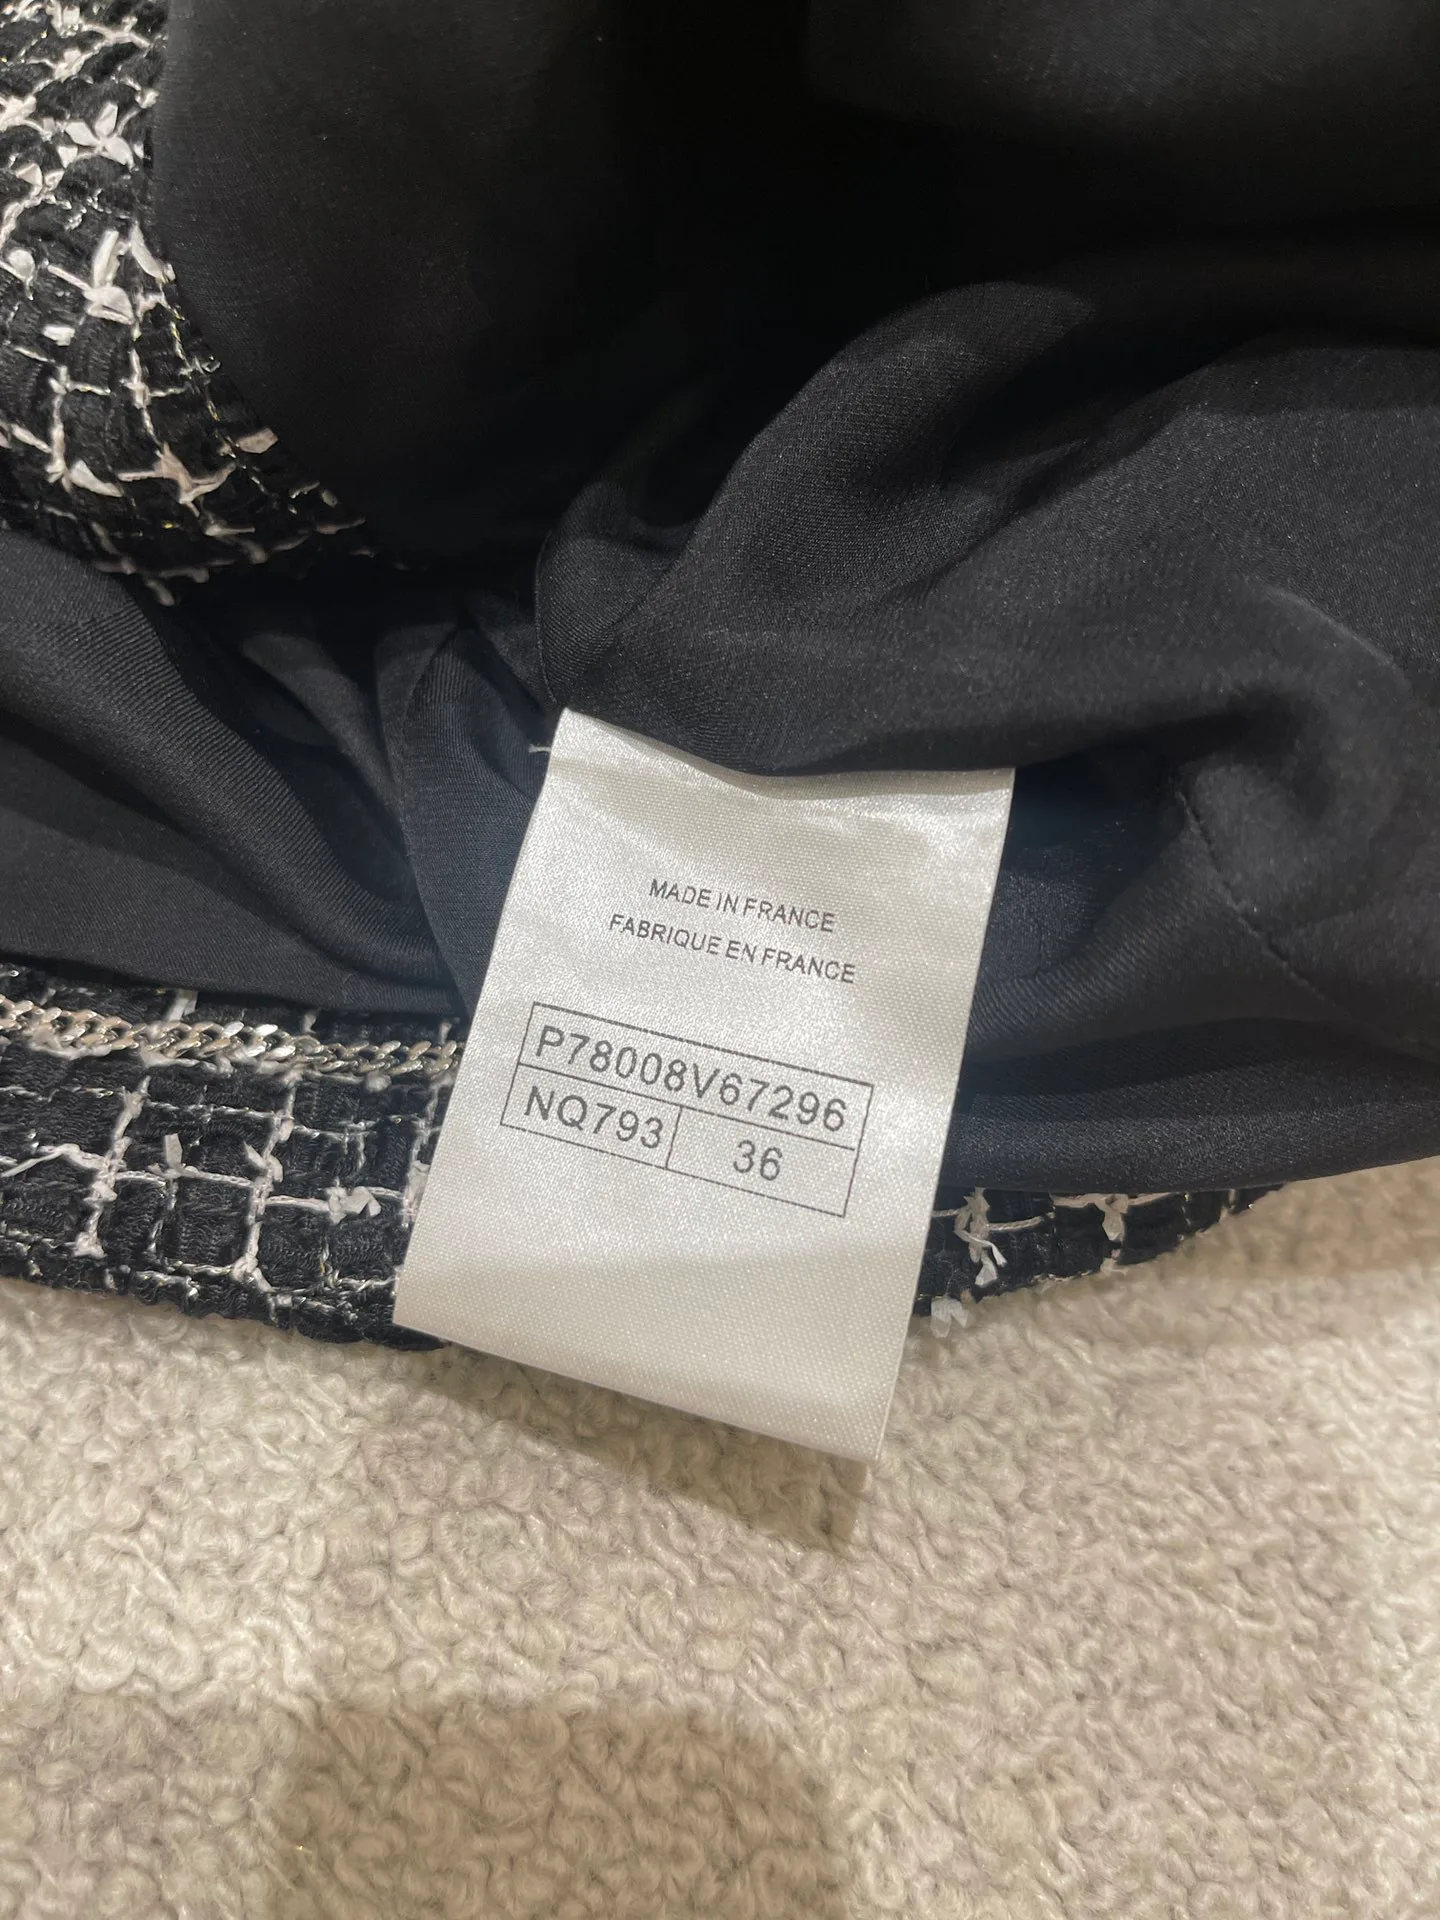 MADE IN FRANCE
FABRIQUE EN FRANCE
P78008V67296
NQ793 36